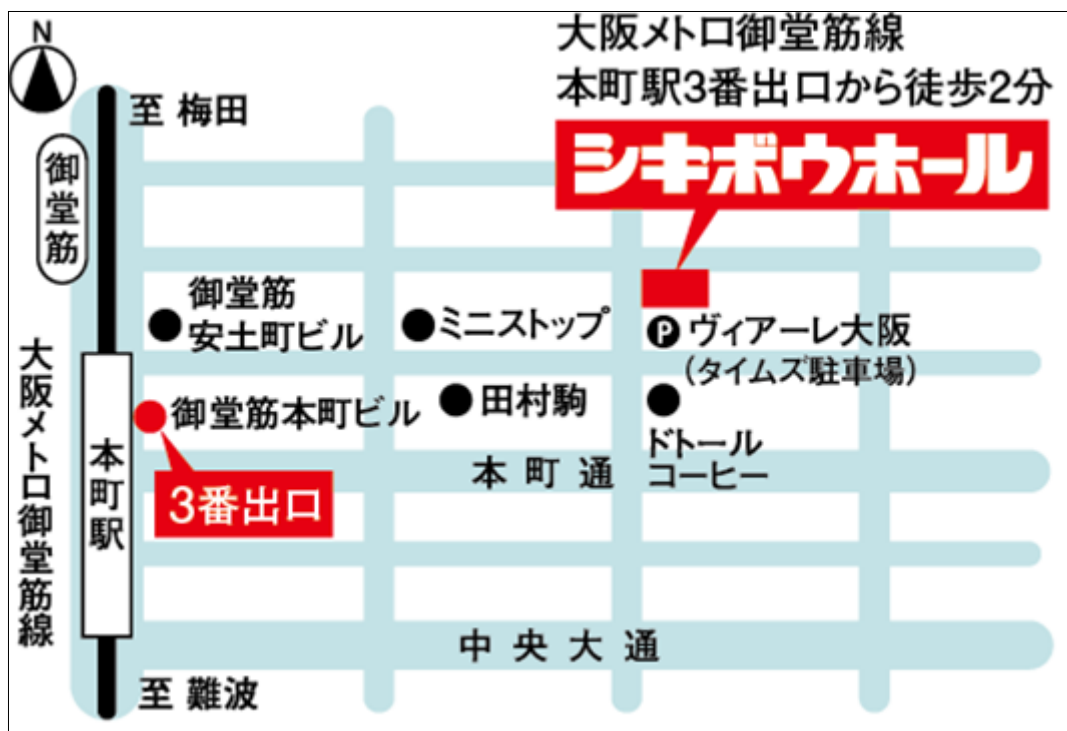 N
大阪メトロ御堂筋線
本町駅3番出口から徒歩2分
シキボウホール
至 梅田
御堂筋
御堂筋
安土町ビル
ミニストップ
P ヴィアーレ大阪
(タイムズ駐車場)
大阪メトロ御堂筋線
御堂筋本町ビル
田村駒
ドトール
コーヒー
本町駅
3番出口
本町通
中央大通
至 難波